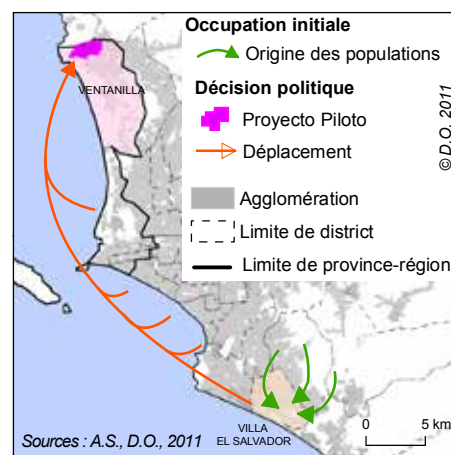 Occupation initiale
Origine des populations
Décision politique
Proyecto Piloto
Déplacement
Agglomération
Limite de district
Limite de province-région
© D.O. 2011
VENTANILLA
VILLA
EL SALVADOR
0 5 km
Sources : A.S., D.O., 2011